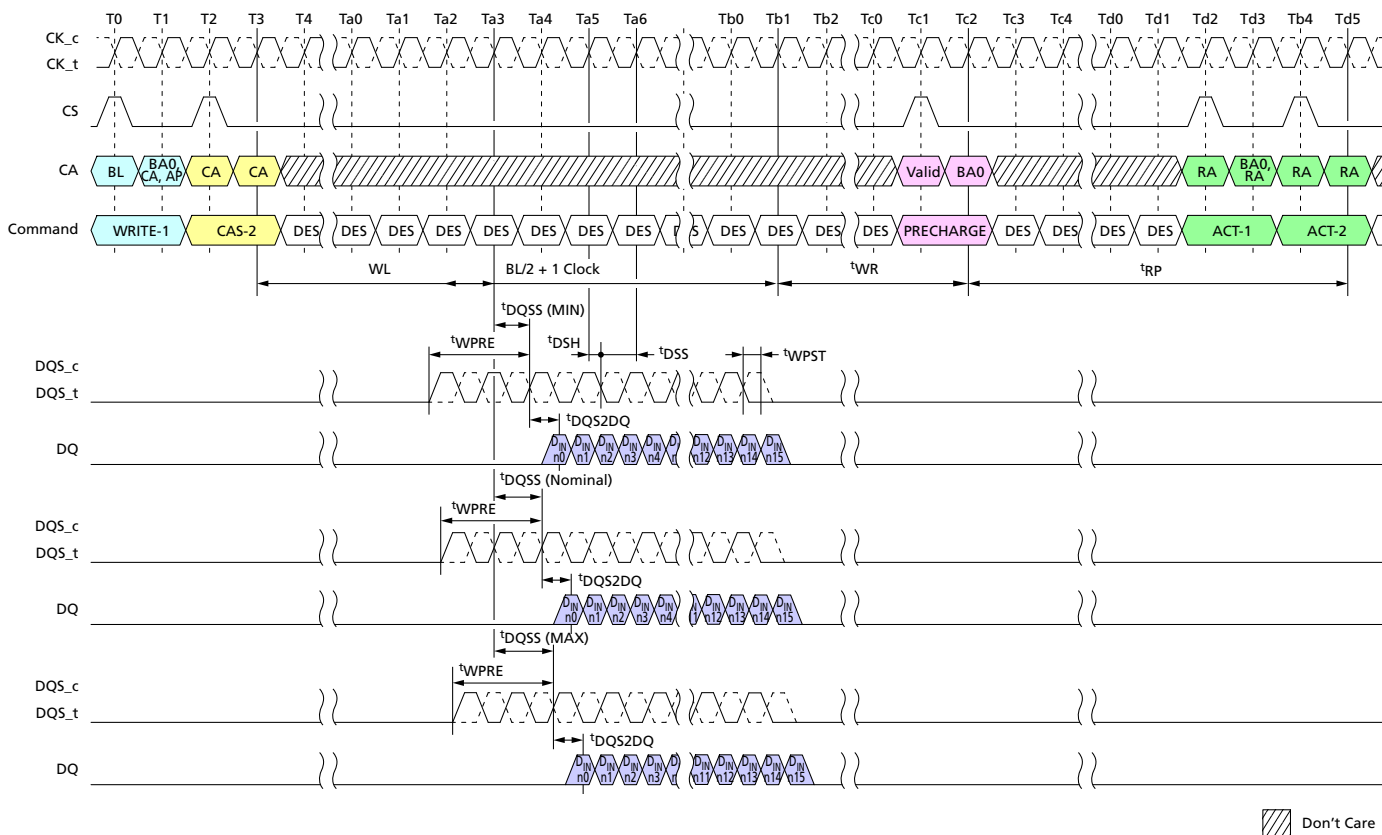 T0 T1 T2 T3 T4 Ta0 Ta1 Ta2 Ta3 Ta4 Ta5 Ta6 Tb0 Tb1 Tb2 Tc0 Tc1 Tc2 Tc3 Tc4 Td0 Td1 Td2 Td3 Tb4 Td5
CK_c
CK_t
CS
CA BL BA0, CA, AP CA CA Valid BA0 RA BA0, RA RA RA
Command WRITE-1 CAS-2 DES DES DES DES DES DES DES DES DES DES DES DES PRECHARGE DES DES DES DES ACT-1 ACT-2
WL BL/2 + 1 Clock tWR tRP
tDQSS (MIN)
tWPRE tDSH tDSS tWPST
DQS_c
DQS_t
tDQS2DQ
DQ DIN n0 DIN n1 DIN n2 DIN n3 DIN n4 DIN n12 DIN n13 DIN n14 DIN n15
tDQSS (Nominal)
tWPRE
DQS_c
DQS_t
tDQS2DQ
DQ DIN n0 DIN n1 DIN n2 DIN n3 DIN n4 DIN n12 DIN n13 DIN n14 DIN n15
tDQSS (MAX)
tWPRE
DQS_c
DQS_t
tDQS2DQ
DQ DIN n0 DIN n1 DIN n2 DIN n3 DIN n11 DIN n12 DIN n13 DIN n14 DIN n15
Don't Care